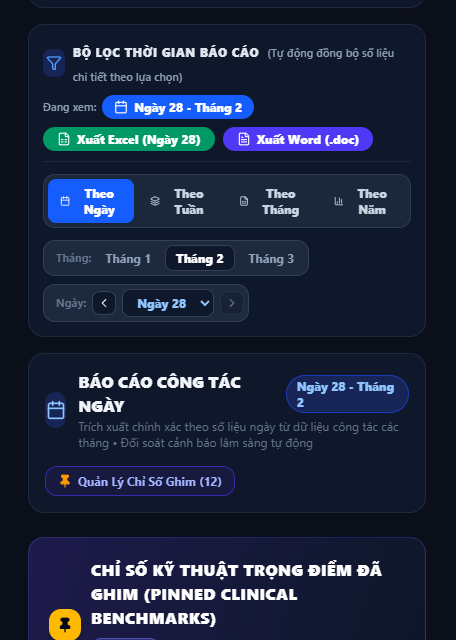 BỘ LỌC THỜI GIAN BÁO CÁO (Tự động đồng bộ số liệu
chi tiết theo lựa chọn)
Đang xem: Ngày 28 - Tháng 2
Xuất Excel (Ngày 28) Xuất Word (.doc)
Theo Theo Theo Theo
Ngày Tuần Tháng Năm
Tháng: Tháng 1 Tháng 2 Tháng 3
Ngày: Ngày 28
BÁO CÁO CÔNG TÁC
NGÀY
Ngày 28 - Tháng
2
Trích xuất chính xác theo số liệu ngày từ dữ liệu công tác các
tháng • Đối soát cảnh báo lâm sàng tự động
Quản Lý Chỉ Số Ghim (12)
CHỈ SỐ KỸ THUẬT TRỌNG ĐIỂM ĐÃ
GHIM (PINNED CLINICAL
BENCHMARKS)